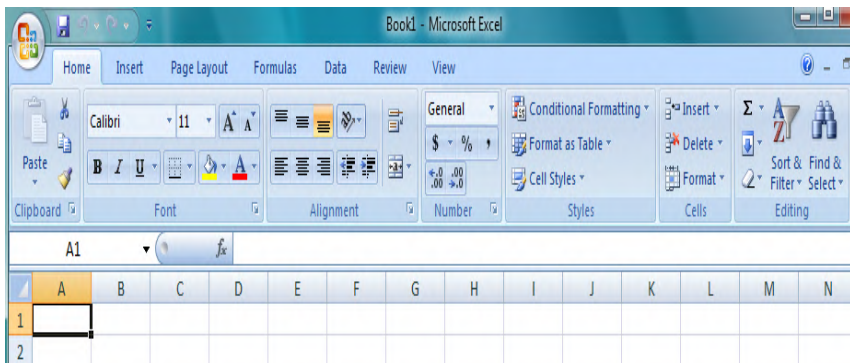 Book1 - Microsoft Excel
Home Insert Page Layout Formulas Data Review View
Calibri 11 A A General Conditional Formatting Insert Σ
$ % , Format as Table Delete
Paste B I U A Cell Styles Format Sort & Filter Find & Select
.0 .00 .00 .0
Clipboard Font Alignment Number Styles Cells Editing
A1 fx
A B C D E F G H I J K L M N
1
2